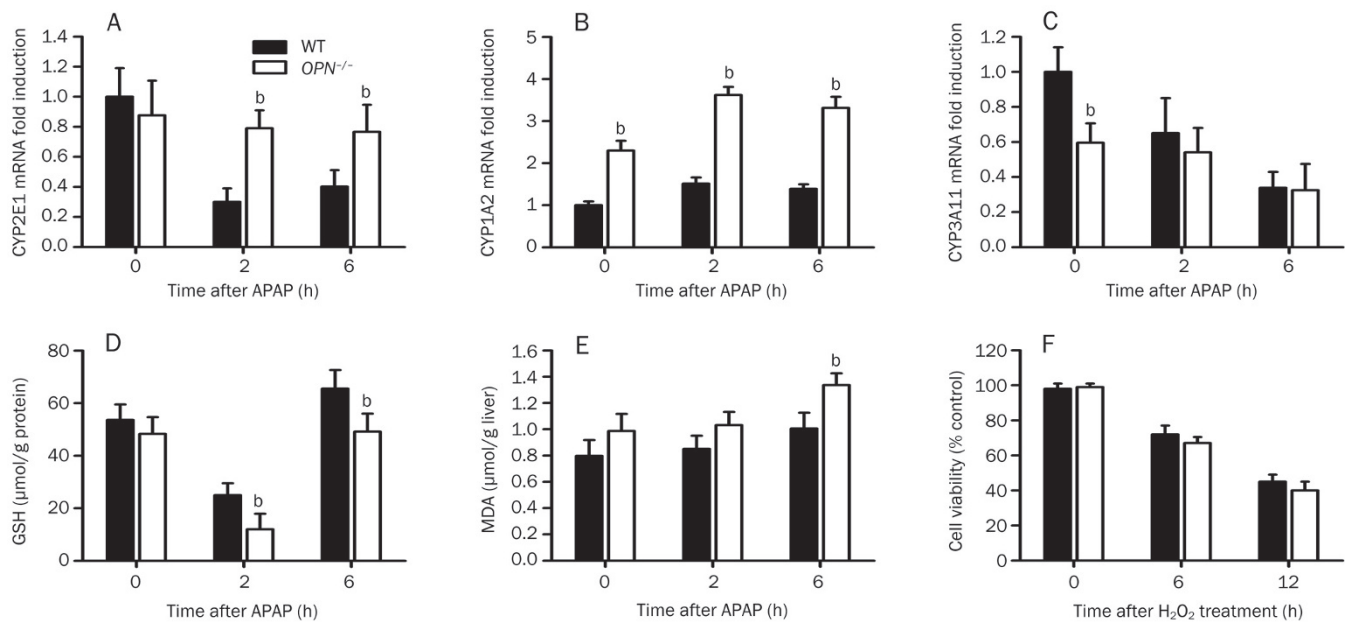 A
CYP2E1 mRNA fold induction
1.4
1.2
1.0
0.8
0.6
0.4
0.2
0.0
WT
OPN⁻/⁻
b
b
0
2
6
Time after APAP (h)
B
CYP1A2 mRNA fold induction
5
4
3
2
1
0
b
b
b
0
2
6
Time after APAP (h)
C
CYP3A11 mRNA fold induction
1.2
1.0
0.8
0.6
0.4
0.2
0.0
b
0
2
6
Time after APAP (h)
D
GSH (μmol/g protein)
80
60
40
20
0
b
b
0
2
6
Time after APAP (h)
E
MDA (μmol/g liver)
1.6
1.4
1.2
1.0
0.8
0.6
0.4
0.2
0.0
b
0
2
6
Time after APAP (h)
F
Cell viability (% control)
120
100
80
60
40
20
0
0
6
12
Time after H₂O₂ treatment (h)